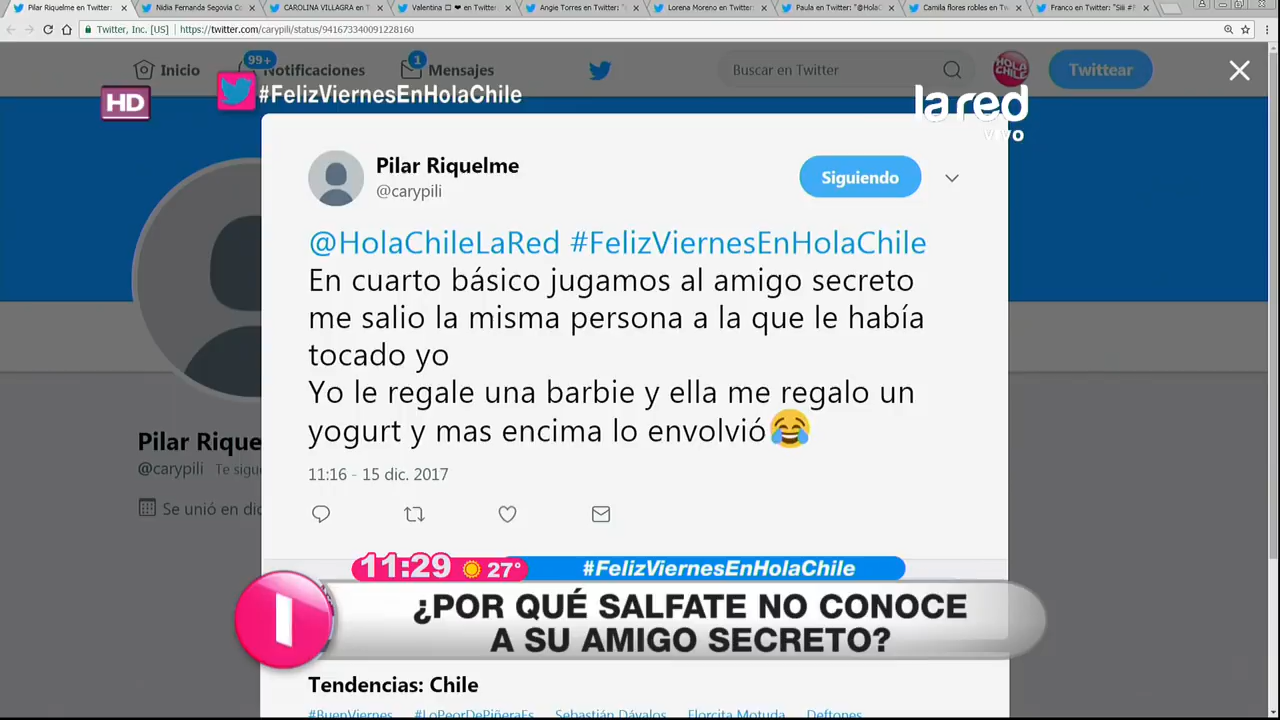 Pilar Riquelme en Twitter:
Nidia Fernanda Segovia
CAROLINA VILLAGRA en T
Valentina en Twitter:
Angie Torres en Twitter: "
Lorena Moreno en Twitter:
Paula en Twitter: "@HolaC
Camila flores robles en Tw
Franco en Twitter: "Siii #F
Twitter, Inc. [US]
https://twitter.com/carypili/status/941673340091228160
Inicio
99+
Notificaciones
1
Mensajes
Buscar en Twitter
HOLA CHILE
Twittear
HD
#FelizViernesEnHolaChile
la red
vivo
Pilar Riquelme
@carypili
Siguiendo
@HolaChileLaRed #FelizViernesEnHolaChile
En cuarto básico jugamos al amigo secreto
me salio la misma persona a la que le había
tocado yo
Yo le regale una barbie y ella me regalo un
yogurt y mas encima lo envolvió😂
11:16 - 15 dic. 2017
Pilar Rique
@carypili Te sigu
Se unió en dic
11:29
27°
#FelizViernesEnHolaChile
¿POR QUÉ SALFATE NO CONOCE
A SU AMIGO SECRETO?
Tendencias: Chile
#BuenViernes #LoPeorDePiñeraEs Sebastián Dávalos Florcita Motuda Deftones